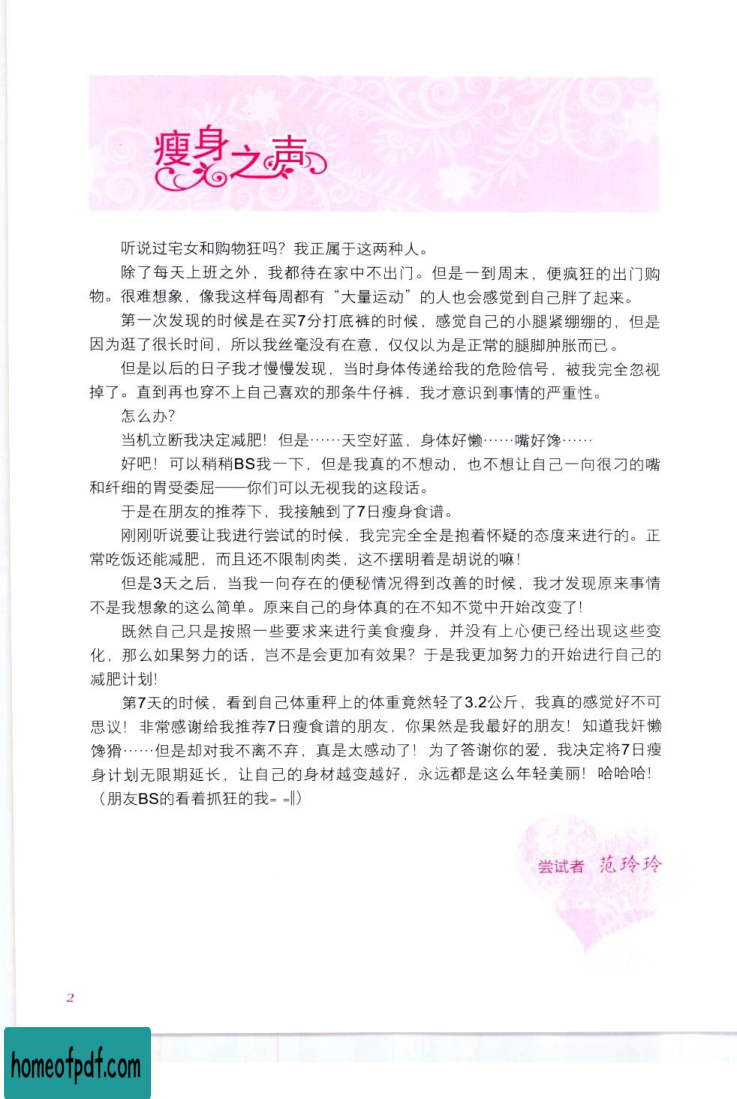 瘦身之声
听说过宅女和购物狂吗？我正属于这两种人。
除了每天上班之外，我都待在家中不出门。但是一到周末，便疯狂的出门购
物。很难想象，像我这样每周都有“大量运动”的人也会感觉到自己胖了起来。
第一次发现的时候是在买7分打底裤的时候，感觉自己的小腿紧绷绷的，但是
因为逛了很长时间，所以我丝毫没有在意，仅仅以为是正常的腿脚肿胀而已。
但是以后的日子我才慢慢发现，当时身体传递给我的危险信号，被我完全忽视
掉了。直到再也穿不上自己喜欢的那条牛仔裤，我才意识到事情的严重性。
怎么办？
当机立断我决定减肥！但是……天空好蓝，身体好懒……嘴好馋……
好吧！可以稍稍BS我一下，但是我真的不想动，也不想让自己一向很刁的嘴
和纤细的胃受委屈——你们可以无视我的这段话。
于是在朋友的推荐下，我接触到了7日瘦身食谱。
刚刚听说要让我进行尝试的时候，我完完全全是抱着怀疑的态度来进行的。正
常吃饭还能减肥，而且还不限制肉类，这不摆明着是胡说的嘛！
但是3天之后，当我一向存在的便秘情况得到改善的时候，我才发现原来事情
不是我想象的这么简单。原来自己的身体真的在不知不觉中开始改变了！
既然自己只是按照一些要求来进行美食瘦身，并没有上心便已经出现这些变
化，那么如果努力的话，岂不是会更加有效果？于是我更加努力的开始进行自己的
减肥计划！
第7天的时候，看到自己体重秤上的体重竟然轻了3.2公斤，我真的感觉好不可
思议！非常感谢给我推荐7日瘦食谱的朋友，你果然是我最好的朋友！知道我奸懒
馋猾……但是却对我不离不弃，真是太感动了！为了答谢你的爱，我决定将7日瘦
身计划无限期延长，让自己的身材越变越好，永远都是这么年轻美丽！哈哈哈！
（朋友BS的看着抓狂的我= =‖）
尝试者 范玲玲
2
homeofpdf.com